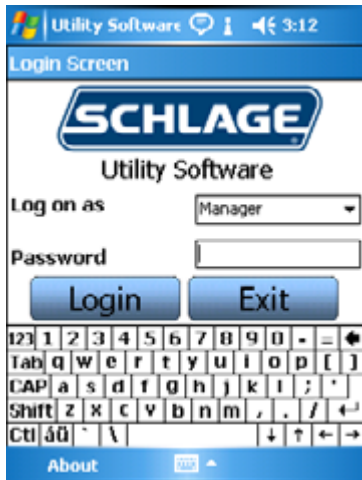 Utility Software 3:12
Login Screen
SCHLAGE
Utility Software
Log on as Manager
Password
Login Exit
123 1 2 3 4 5 6 7 8 9 0 - =
Tab q w e r t y u i o p [ ]
CAP a s d f g h j k l ; '
Shift z x c v b n m , . /
Ctl áü ` \
About